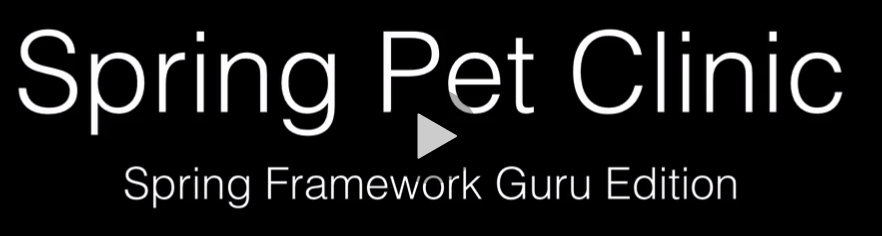 Spring Pet Clinic
Spring Framework Guru Edition